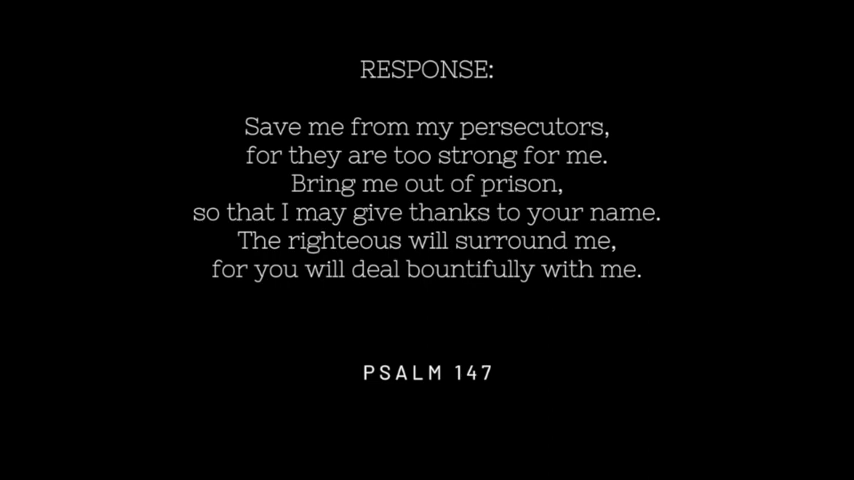 RESPONSE:
Save me from my persecutors,
for they are too strong for me.
Bring me out of prison,
so that I may give thanks to your name.
The righteous will surround me,
for you will deal bountifully with me.
PSALM 147